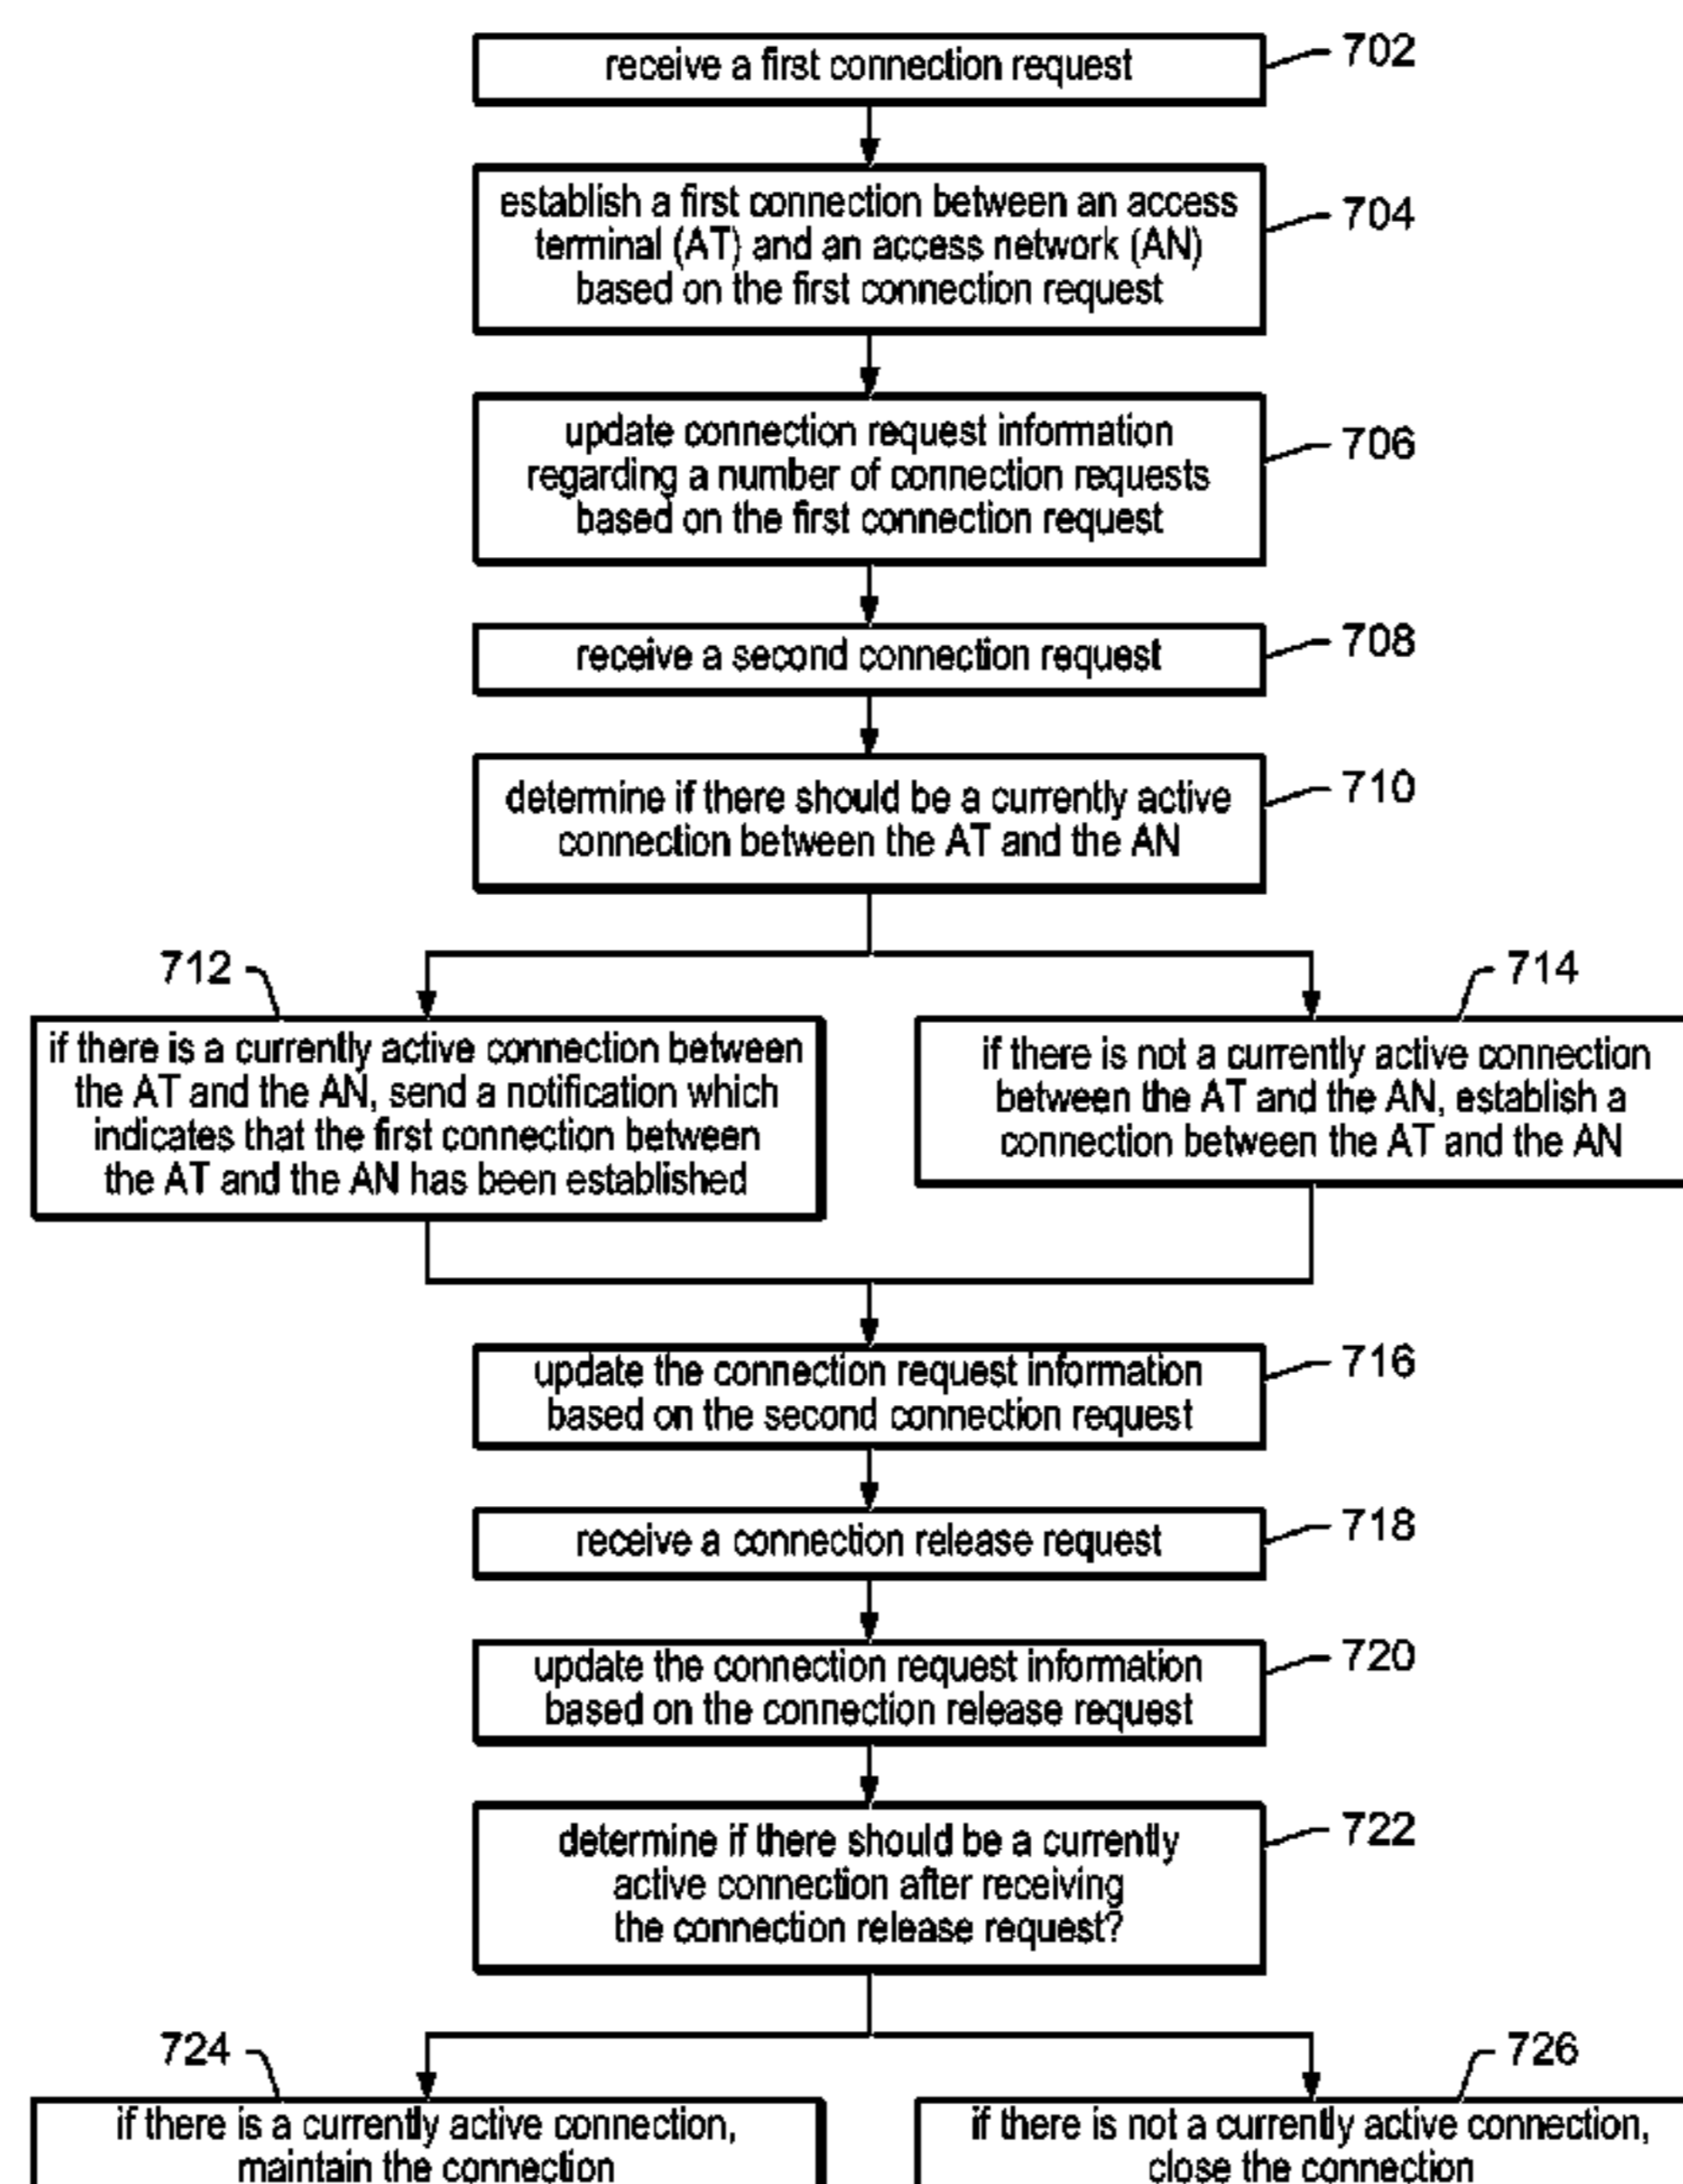 receive a first connection request
702
establish a first connection between an access
terminal (AT) and an access network (AN)
based on the first connection request
704
update connection request information
regarding a number of connection requests
based on the first connection request
706
receive a second connection request
708
determine if there should be a currently active
connection between the AT and the AN
710
712
if there is a currently active connection between
the AT and the AN, send a notification which
indicates that the first connection between
the AT and the AN has been established
714
if there is not a currently active connection
between the AT and the AN, establish a
connection between the AT and the AN
update the connection request information
based on the second connection request
716
receive a connection release request
718
update the connection request information
based on the connection release request
720
determine if there should be a currently
active connection after receiving
the connection release request?
722
724
if there is a currently active connection,
maintain the connection
726
if there is not a currently active connection,
close the connection